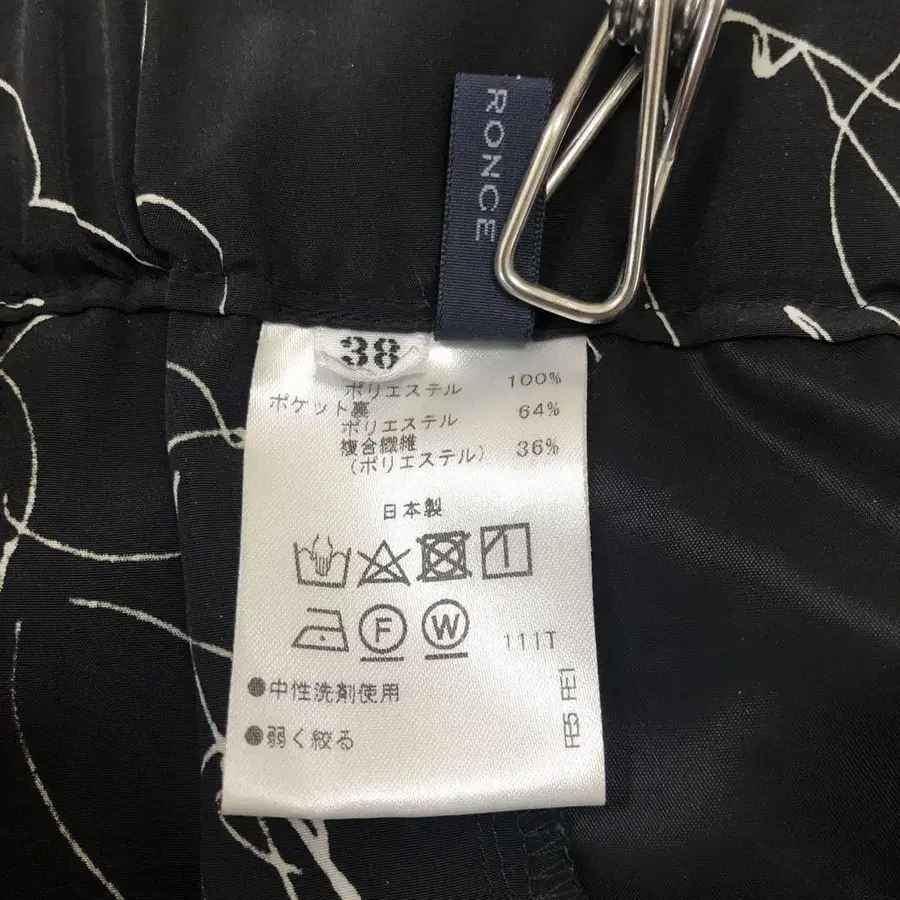 RONCE
38
ポリエステル 100%
ポケット裏
ポリエステル 64%
複合繊維 36%
(ポリエステル)
日本製
F W 111T
●中性洗剤使用
●弱く絞る
FE5 FE1